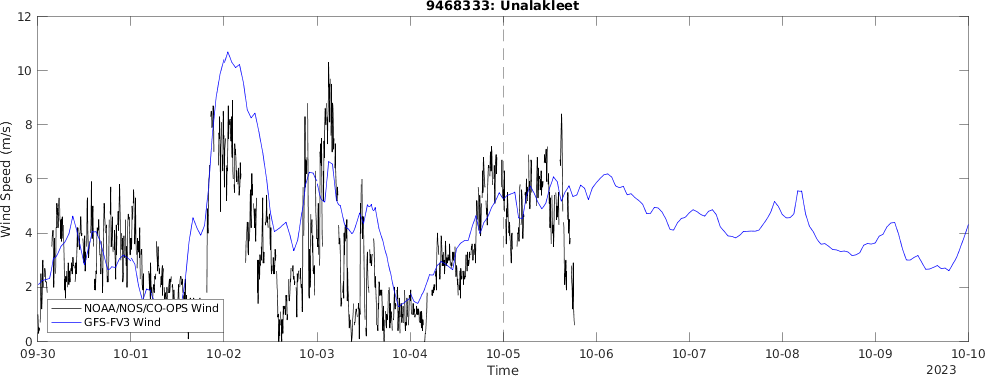 9468333: Unalakleet
Wind Speed (m/s)
12
10
8
6
4
2
0
NOAA/NOS/CO-OPS Wind
GFS-FV3 Wind
09-30 10-01 10-02 10-03 10-04 10-05 10-06 10-07 10-08 10-09 10-10
Time
2023